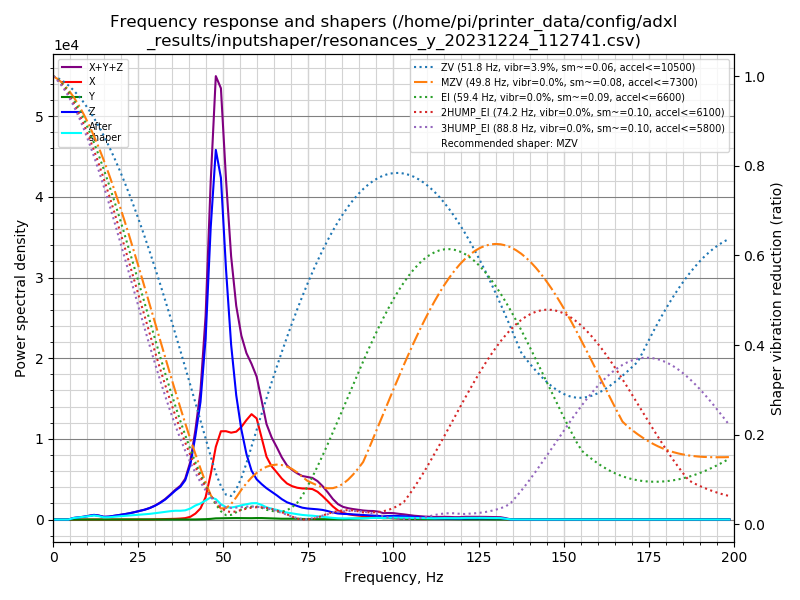 Frequency response and shapers (/home/pi/printer_data/config/adxl
_results/inputshaper/resonances_y_20231224_112741.csv)
1e4
X+Y+Z
X
Y
Z
After
shaper
ZV (51.8 Hz, vibr=3.9%, sm~=0.06, accel<=10500)
MZV (49.8 Hz, vibr=0.0%, sm~=0.08, accel<=7300)
EI (59.4 Hz, vibr=0.0%, sm~=0.09, accel<=6600)
2HUMP_EI (74.2 Hz, vibr=0.0%, sm~=0.10, accel<=6100)
3HUMP_EI (88.8 Hz, vibr=0.0%, sm~=0.10, accel<=5800)
Recommended shaper: MZV
Power spectral density
5
4
3
2
1
0
1.0
0.8
0.6
0.4
0.2
0.0
Shaper vibration reduction (ratio)
0 25 50 75 100 125 150 175 200
Frequency, Hz